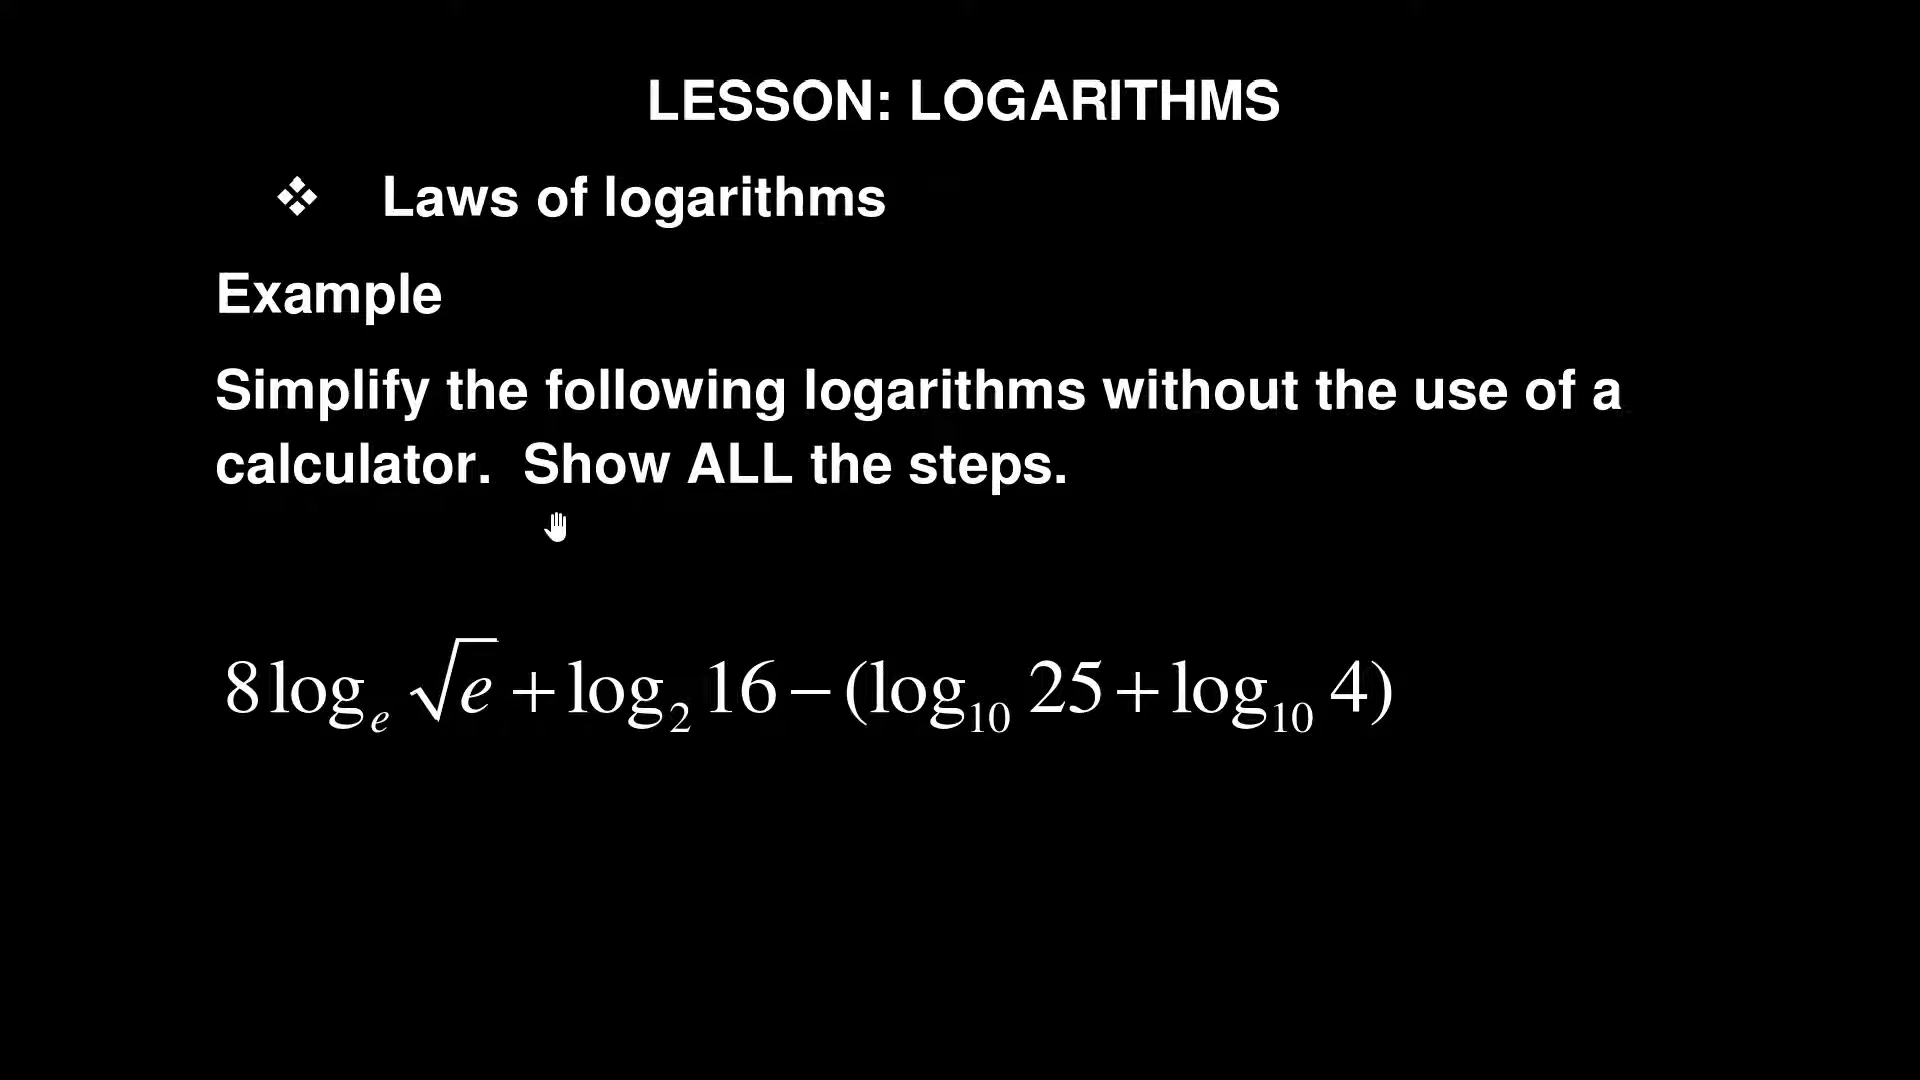 LESSON: LOGARITHMS
❖ Laws of logarithms
Example
Simplify the following logarithms without the use of a
calculator. Show ALL the steps.
8 log_e √e + log_2 16 − (log_10 25 + log_10 4)